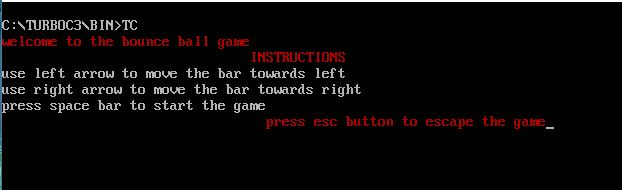 C:\TURBOC3\BIN>TC
welcome to the bounce ball game
INSTRUCTIONS
use left arrow to move the bar towards left
use right arrow to move the bar towards right
press space bar to start the game
press esc button to escape the game_